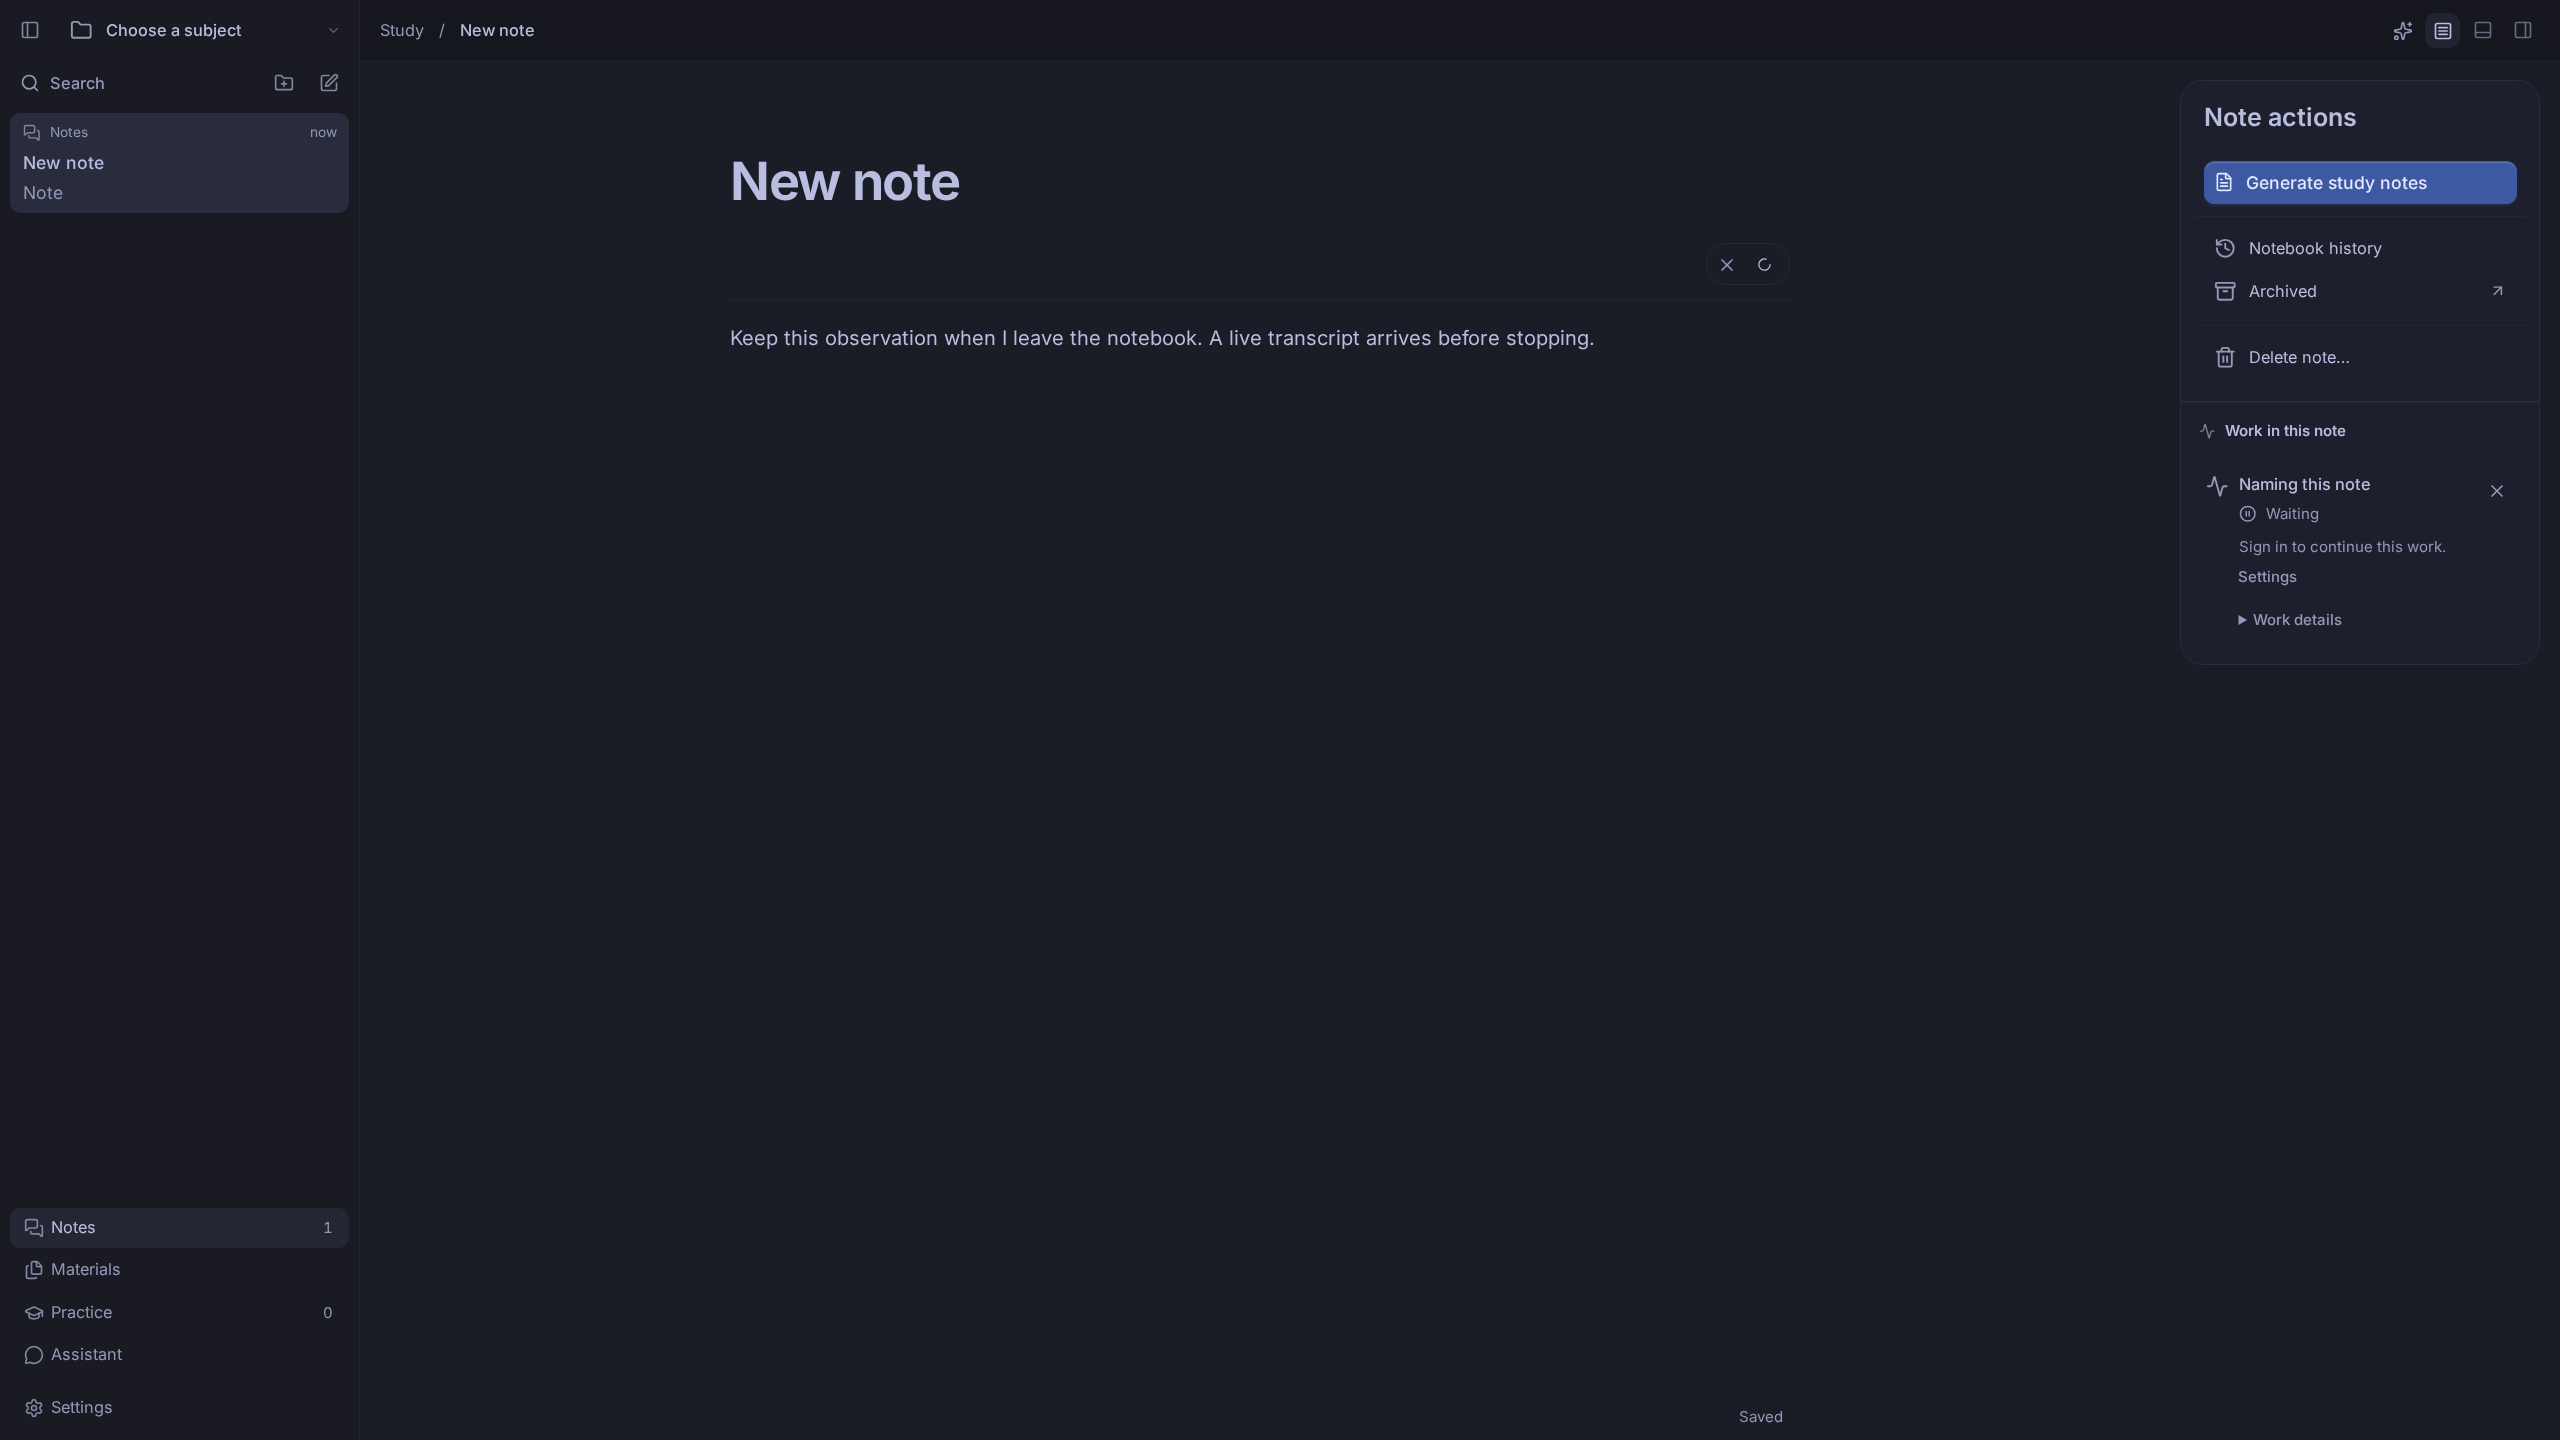 Choose a subject
Study / New note
Search
Notes now
New note
Note
New note
Keep this observation when I leave the notebook. A live transcript arrives before stopping.
Note actions
Generate study notes
Notebook history
Archived
Delete note...
Work in this note
Naming this note
Waiting
Sign in to continue this work.
Settings
Work details
Notes 1
Materials
Practice 0
Assistant
Settings
Saved